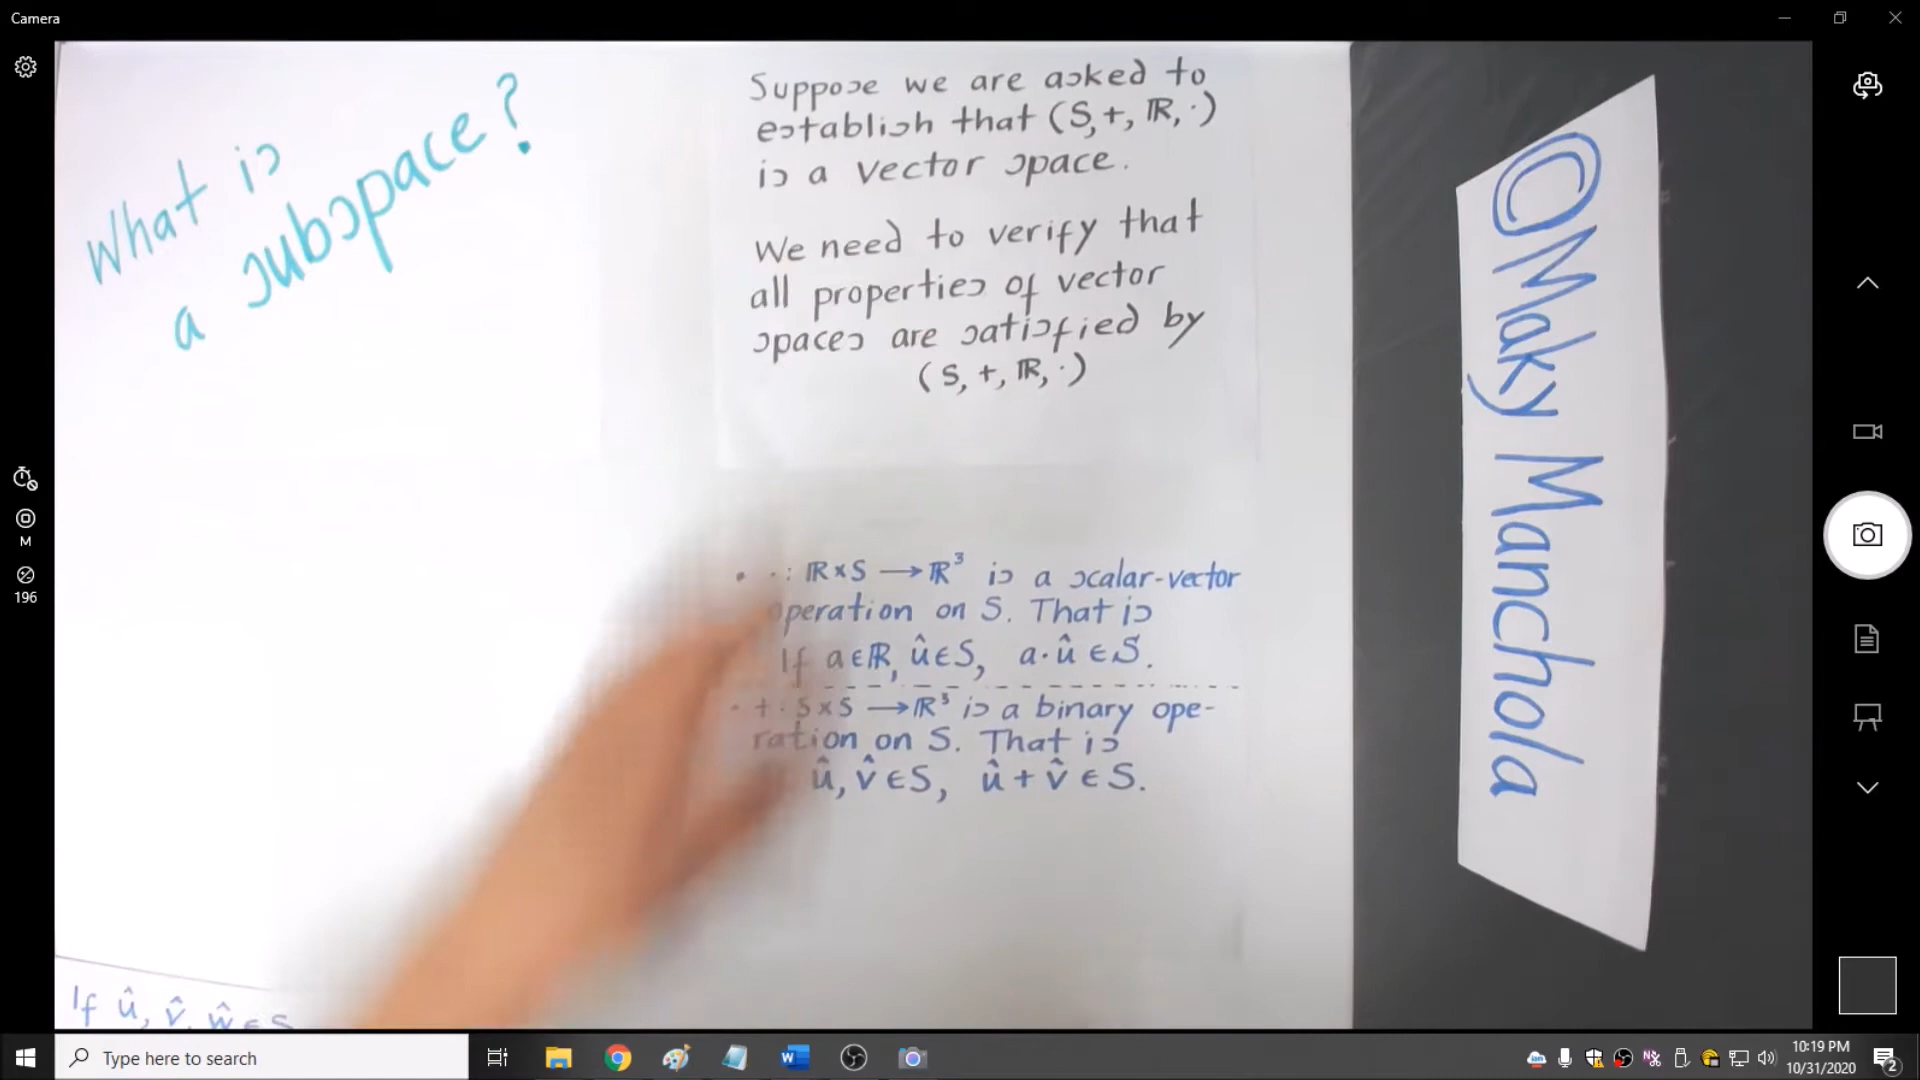 Camera
What is
a subspace?
Suppose we are asked to
establish that (S, +, ℝ, ·)
is a vector space.
We need to verify that
all properties of vector
spaces are satisfied by
(S, +, ℝ, ·)
• · : ℝ×S → ℝ³ is a scalar-vector
operation on S. That is
If a∈ℝ, û∈S, a·û∈S.
· + : S×S → ℝ³ is a binary ope-
ration on S. That is
û, v̂ ∈ S, û + v̂ ∈ S.
If û, v̂, ŵ ∈ S
©Maky Manchola
M
196
Type here to search
10:19 PM
10/31/2020
2